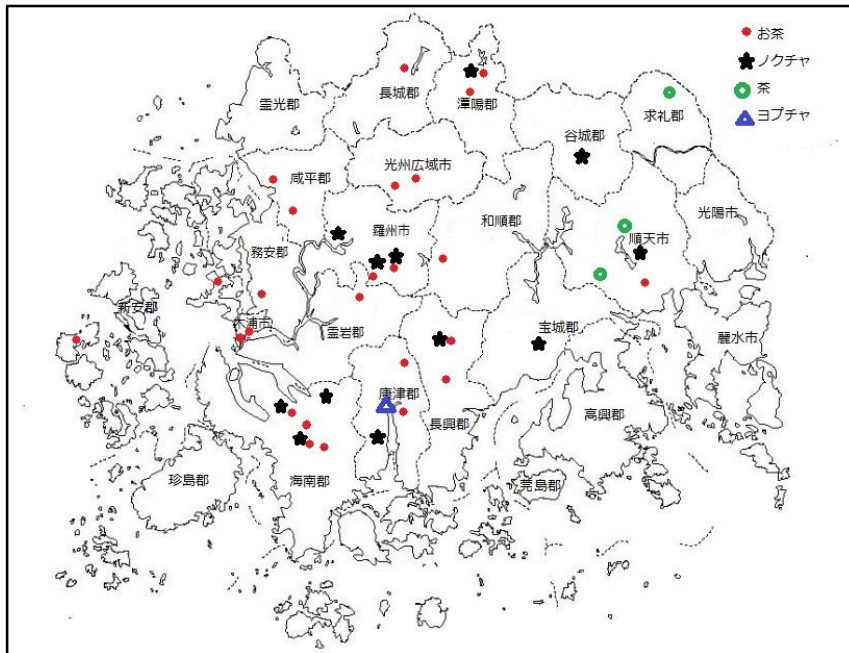 お茶
ノクチャ
茶
ヨプチャ
霊光郡
長城郡
潭陽郡
谷城郡
求礼郡
咸平郡
光州広域市
羅州市
和順郡
順天市
光陽市
務安郡
新安郡
木浦市
霊岩郡
宝城郡
麗水市
唐津郡
長興郡
高興郡
珍島郡
海南郡
莞島郡